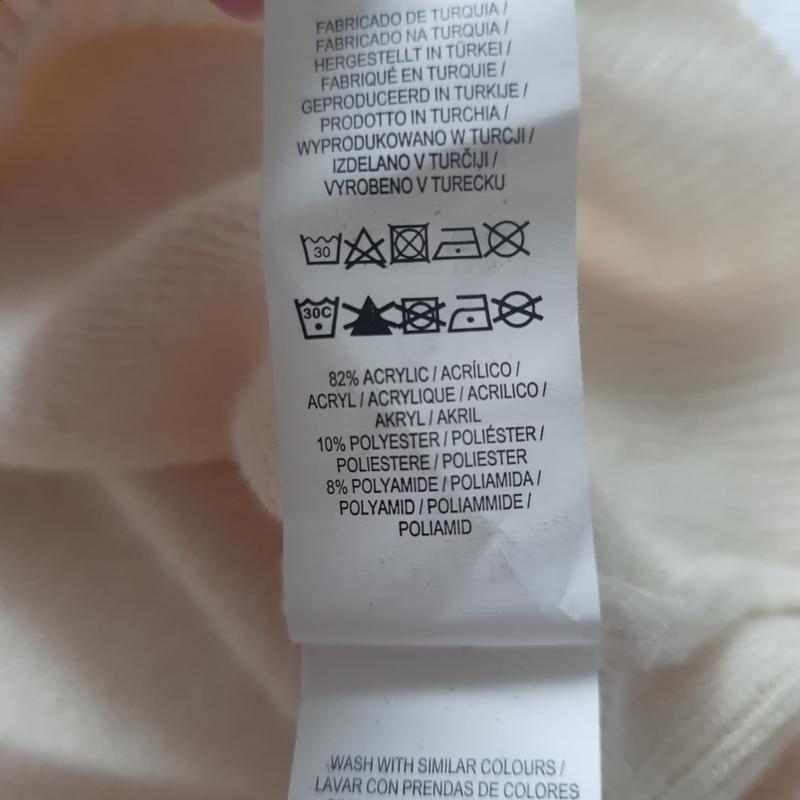 FABRICADO DE TURQUIA /
FABRICADO NA TURQUIA /
HERGESTELLT IN TÜRKEI /
FABRIQUÉ EN TURQUIE /
GEPRODUCEERD IN TURKIJE /
PRODOTTO IN TURCHIA /
WYPRODUKOWANO W TURCJI /
IZDELANO V TURČIJI /
VYROBENO V TURECKU
30
30C
82% ACRYLIC / ACRÍLICO /
ACRYL / ACRYLIQUE / ACRILICO /
AKRYL / AKRIL
10% POLYESTER / POLIÉSTER /
POLIESTERE / POLIESTER
8% POLYAMIDE / POLIAMIDA /
POLYAMID / POLIAMMIDE /
POLIAMID
WASH WITH SIMILAR COLOURS /
LAVAR CON PRENDAS DE COLORES